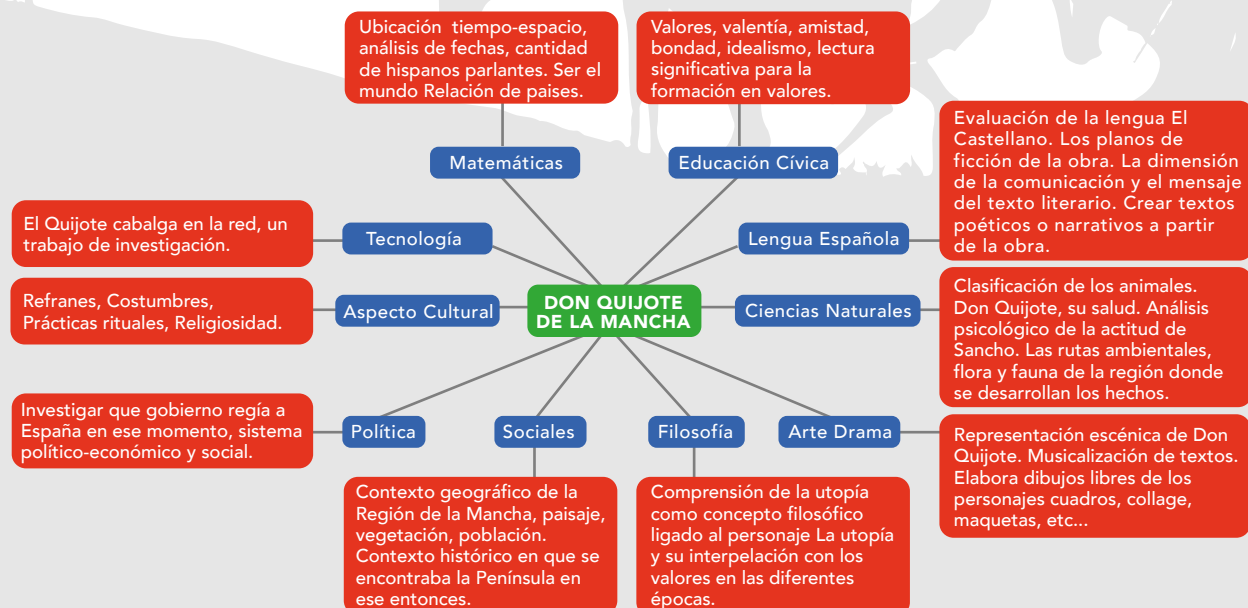 Ubicación tiempo-espacio,
análisis de fechas, cantidad
de hispanos parlantes. Ser el
mundo Relación de paises.
Valores, valentía, amistad,
bondad, idealismo, lectura
significativa para la
formación en valores.
Matemáticas
Educación Cívica
Evaluación de la lengua El
Castellano. Los planos de
ficción de la obra. La dimensión
de la comunicación y el mensaje
del texto literario. Crear textos
poéticos o narrativos a partir
de la obra.
El Quijote cabalga en la red, un
trabajo de investigación.
Tecnología
Lengua Española
Refranes, Costumbres,
Prácticas rituales, Religiosidad.
Aspecto Cultural
DON QUIJOTE
DE LA MANCHA
Ciencias Naturales
Clasificación de los animales.
Don Quijote, su salud. Análisis
psicológico de la actitud de
Sancho. Las rutas ambientales,
flora y fauna de la región donde
se desarrollan los hechos.
Investigar que gobierno regía a
España en ese momento, sistema
político-económico y social.
Política
Sociales
Filosofía
Arte Drama
Representación escénica de Don
Quijote. Musicalización de textos.
Elabora dibujos libres de los
personajes cuadros, collage,
maquetas, etc...
Contexto geográfico de la
Región de la Mancha, paisaje,
vegetación, población.
Contexto histórico en que se
encontraba la Península en
ese entonces.
Comprensión de la utopía
como concepto filosófico
ligado al personaje La utopía
y su interpelación con los
valores en las diferentes
épocas.